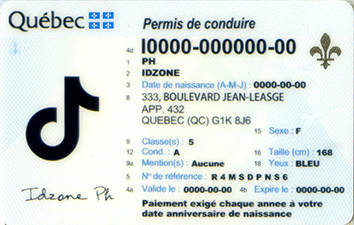 Québec
Permis de conduire
4d I0000-000000-00
1 PH
2 IDZONE
3 Date de naissance (A-M-J) : 0000-00-00
8 333, BOULEVARD JEAN-LEASGE
APP. 432
QUEBEC (QC) G1K 8J6
15 Sexe : F
9 Classe(s) : 5
12 Cond. : A 16 Taille (cm) : 168
9a Mention(s) : Aucune 18 Yeux : BLEU
5 N° de référence : R4MSDPNS6
4a Valide le : 0000-00-00 4b Expire le : 0000-00-00
Paiement exigé chaque année à votre
date anniversaire de naissance
Idzone Ph